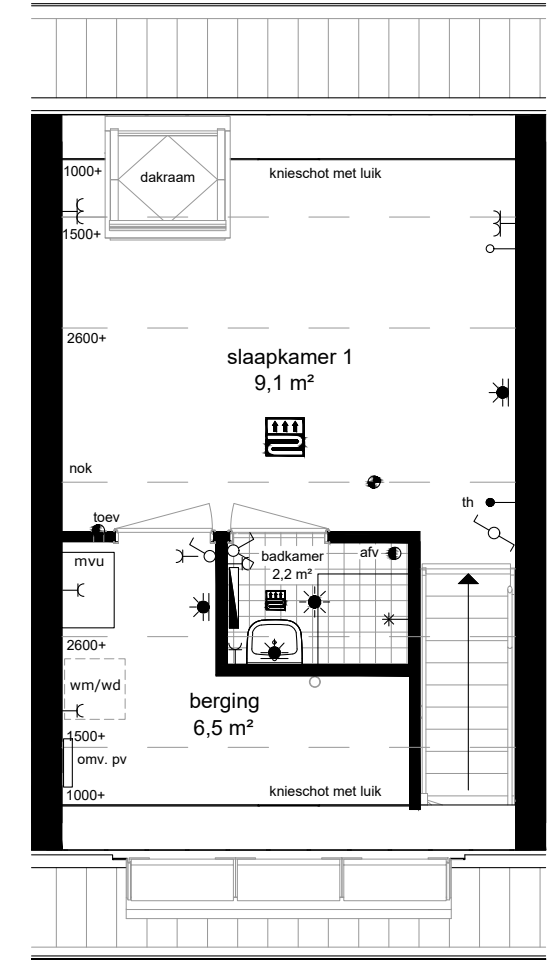 1000+
dakraam
knieschot met luik
1500+
2600+
slaapkamer 1
9,1 m²
nok
th
toev
mvu
badkamer
2,2 m²
afv
2600+
wm/wd
berging
6,5 m²
1500+
omv. pv
1000+
knieschot met luik